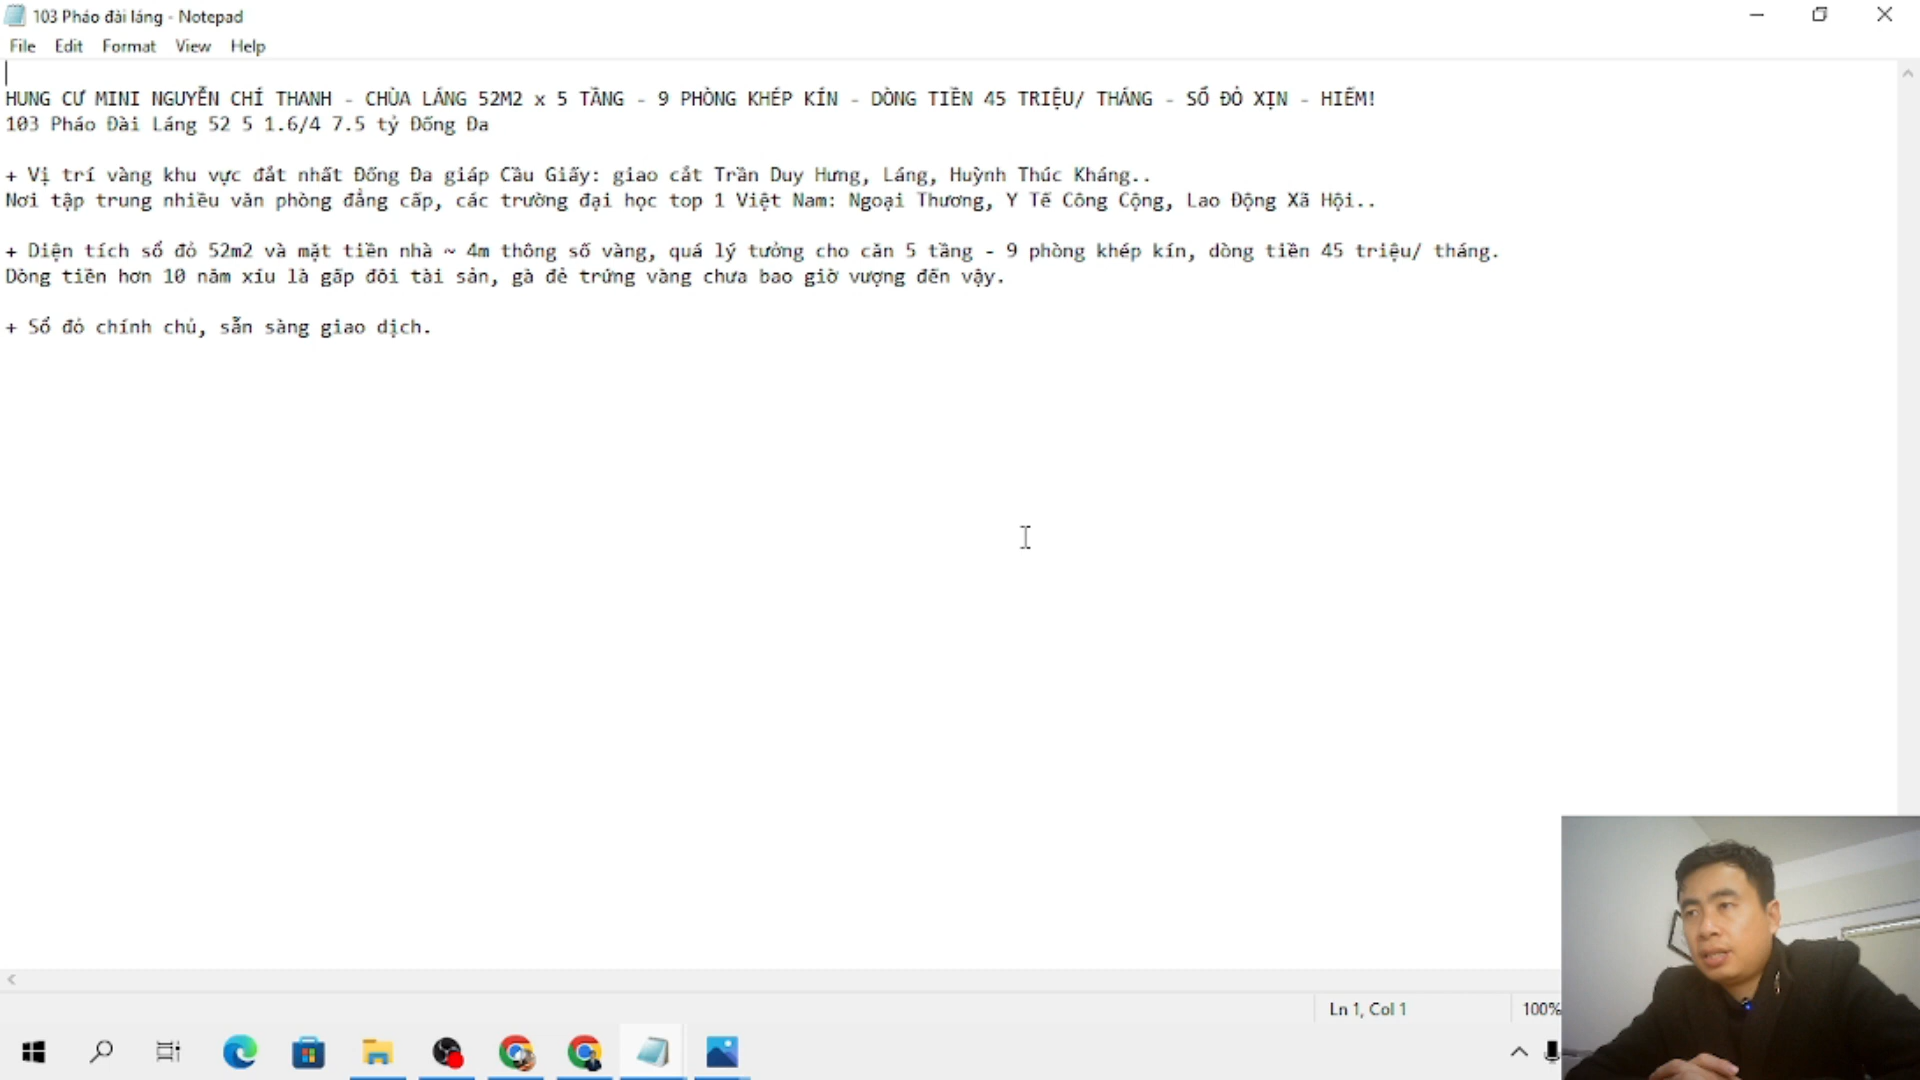 103 Pháo đài láng - Notepad
File Edit Format View Help
HUNG CƯ MINI NGUYỄN CHÍ THANH - CHÙA LÁNG 52M2 x 5 TẦNG - 9 PHÒNG KHÉP KÍN - DÒNG TIỀN 45 TRIỆU/ THÁNG - SỔ ĐỎ XỊN - HIẾM!
103 Pháo Đài Láng 52 5 1.6/4 7.5 tỷ Đống Đa
+ Vị trí vàng khu vực đắt nhất Đống Đa giáp Cầu Giấy: giao cắt Trần Duy Hưng, Láng, Huỳnh Thúc Kháng..
Nơi tập trung nhiều văn phòng đẳng cấp, các trường đại học top 1 Việt Nam: Ngoại Thương, Y Tế Công Cộng, Lao Động Xã Hội..
+ Diện tích sổ đỏ 52m2 và mặt tiền nhà ~ 4m thông số vàng, quá lý tưởng cho căn 5 tầng - 9 phòng khép kín, dòng tiền 45 triệu/ tháng.
Dòng tiền hơn 10 năm xíu là gấp đôi tài sản, gà đẻ trứng vàng chưa bao giờ vượng đến vậy.
+ Sổ đỏ chính chủ, sẵn sàng giao dịch.
Ln 1, Col 1
100%